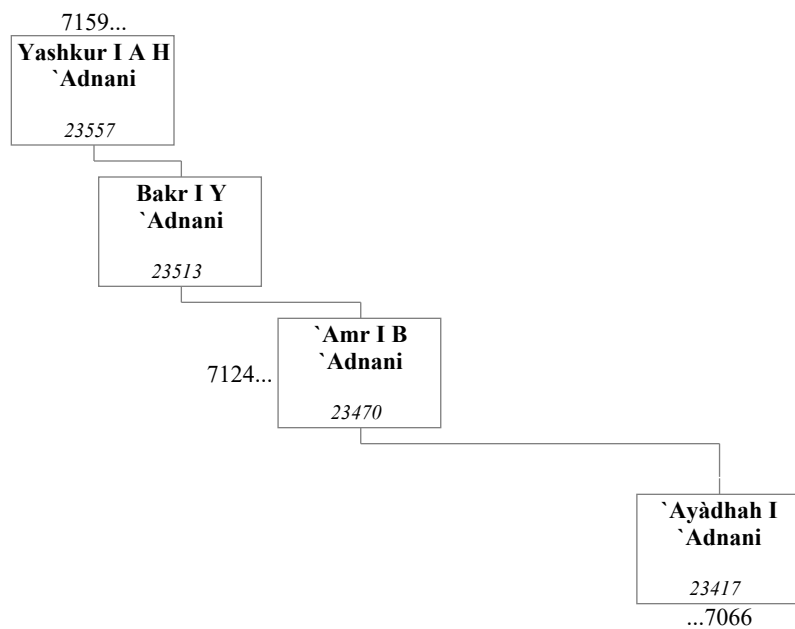 7159...
Yashkur I A H
`Adnani
23557
Bakr I Y
`Adnani
23513
`Amr I B
`Adnani
7124...
23470
`Ayàdhah I
`Adnani
23417
...7066